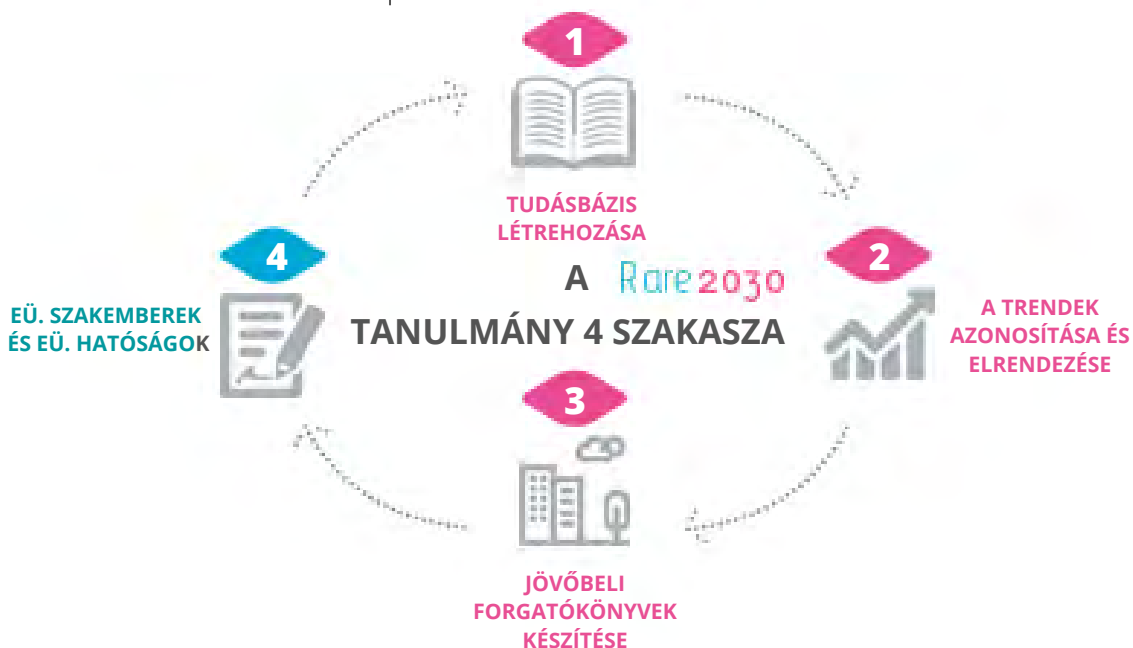 1
TUDÁSBÁZIS
LÉTREHOZÁSA
A Rare2030
TANULMÁNY 4 SZAKASZA
2
A TRENDEK
AZONOSÍTÁSA ÉS
ELRENDEZÉSE
3
JÖVŐBELI
FORGATÓKÖNYVEK
KÉSZÍTÉSE
4
EÜ. SZAKEMBEREK
ÉS EÜ. HATÓSÁGOK